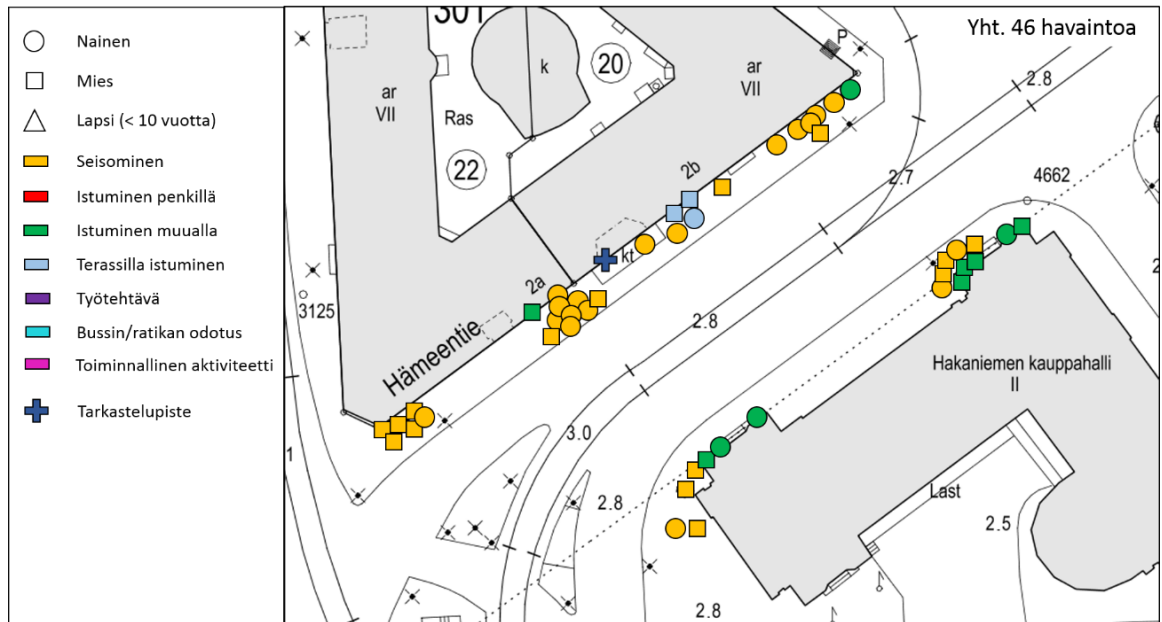 Nainen
Mies
Lapsi (< 10 vuotta)
Seisominen
Istuminen penkillä
Istuminen muualla
Terassilla istuminen
Työtehtävä
Bussin/ratikan odotus
Toiminnallinen aktiviteetti
Tarkastelupiste
301
Yht. 46 havaintoa
P
20
k
ar
VII
ar
VII
2.8
Ras
22
2b
2.7
4662
kt
2a
3125
2.8
Hämeentie
Hakaniemen kauppahalli
II
3.0
1
2.8
Last
2.5
2.8